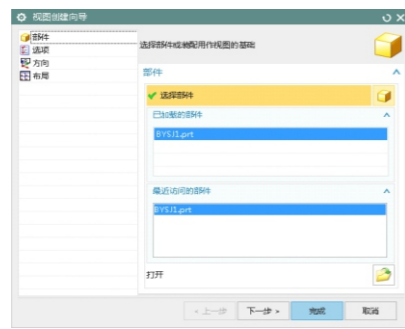 视图创建向导
部件
选项
方向
布局
选择部件或装配用作视图的基础
部件
选择部件
已加载的部件
BYSJ1.prt
最近访问的部件
BYSJ1.prt
打开
< 上一步
下一步 >
完成
取消